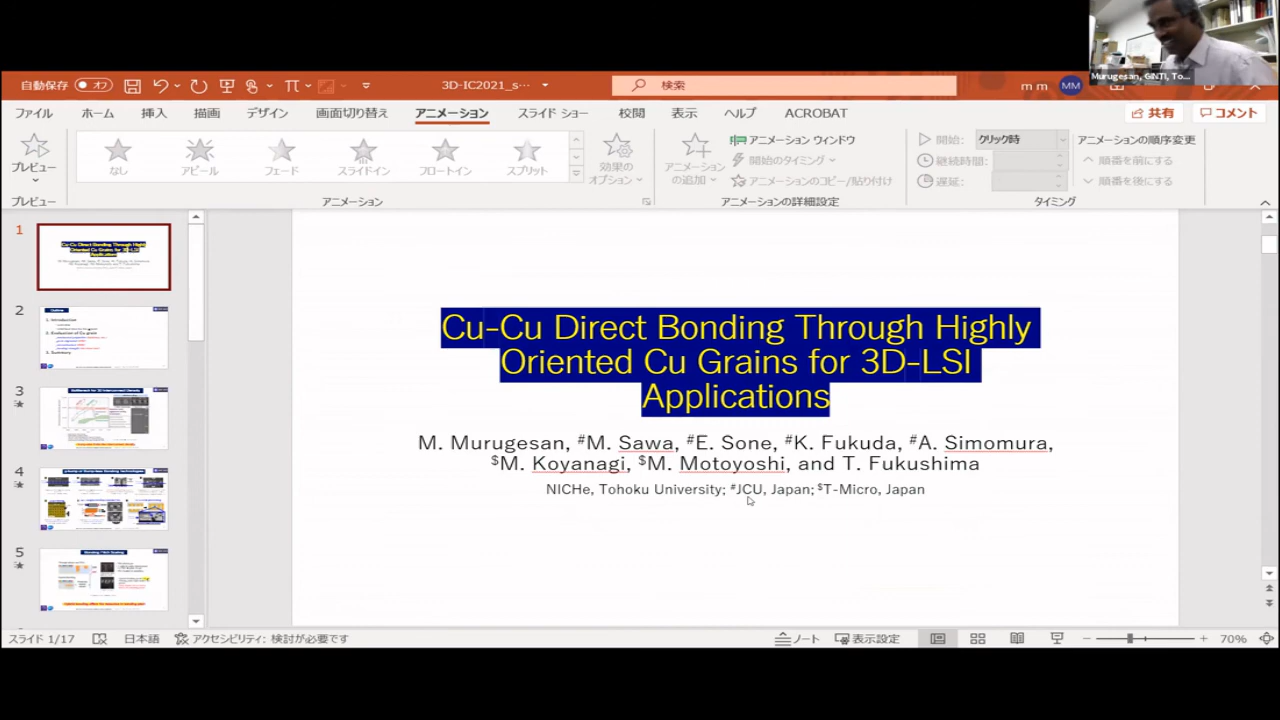 Murugesan, GINTI, To...
自動保存 オフ
3D-IC2021_s...
検索
m m MM
ファイル ホーム 挿入 描画 デザイン 画面切り替え アニメーション スライド ショー 校閲 表示 ヘルプ ACROBAT
共有 コメント
プレビュー
なし アピール フェード スライドイン フロートイン スプリット
効果の
オプション
アニメーション
の追加
アニメーション ウィンドウ
開始のタイミング
アニメーションのコピー/貼り付け
開始: クリック時
継続時間:
遅延:
アニメーションの順序変更
順番を前にする
順番を後にする
プレビュー アニメーション アニメーションの詳細設定 タイミング
1
2
3
4
5
Cu-Cu Direct Bonding Through Highly
Oriented Cu Grains for 3D-LSI
Applications
M. Murugesan, #M. Sawa, #E. Sone, #K. Fukuda, #A. Simomura,
$M. Koyanagi, $M. Motoyoshi, and T. Fukushima
NICHe, Tohoku University; #JCU, Japan; $T-Micro, Japan
スライド 1/17 日本語 アクセシビリティ: 検討が必要です
ノート 表示設定 70%